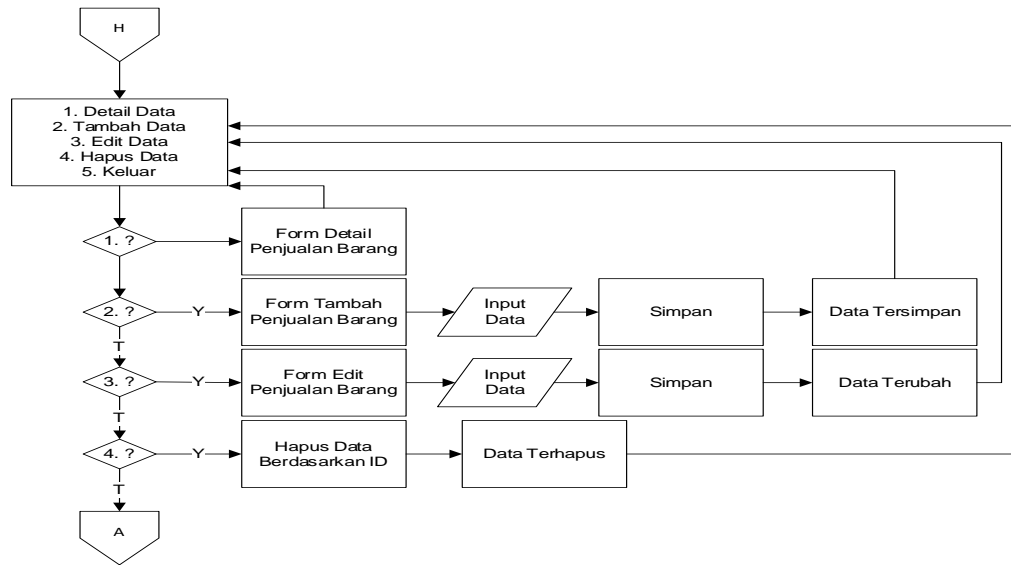 H
1. Detail Data
2. Tambah Data
3. Edit Data
4. Hapus Data
5. Keluar
1. ?
Form Detail
Penjualan Barang
2. ?
Y
Form Tambah
Penjualan Barang
Input
Data
Simpan
Data Tersimpan
T
3. ?
Y
Form Edit
Penjualan Barang
Input
Data
Simpan
Data Terubah
T
4. ?
Y
Hapus Data
Berdasarkan ID
Data Terhapus
T
A